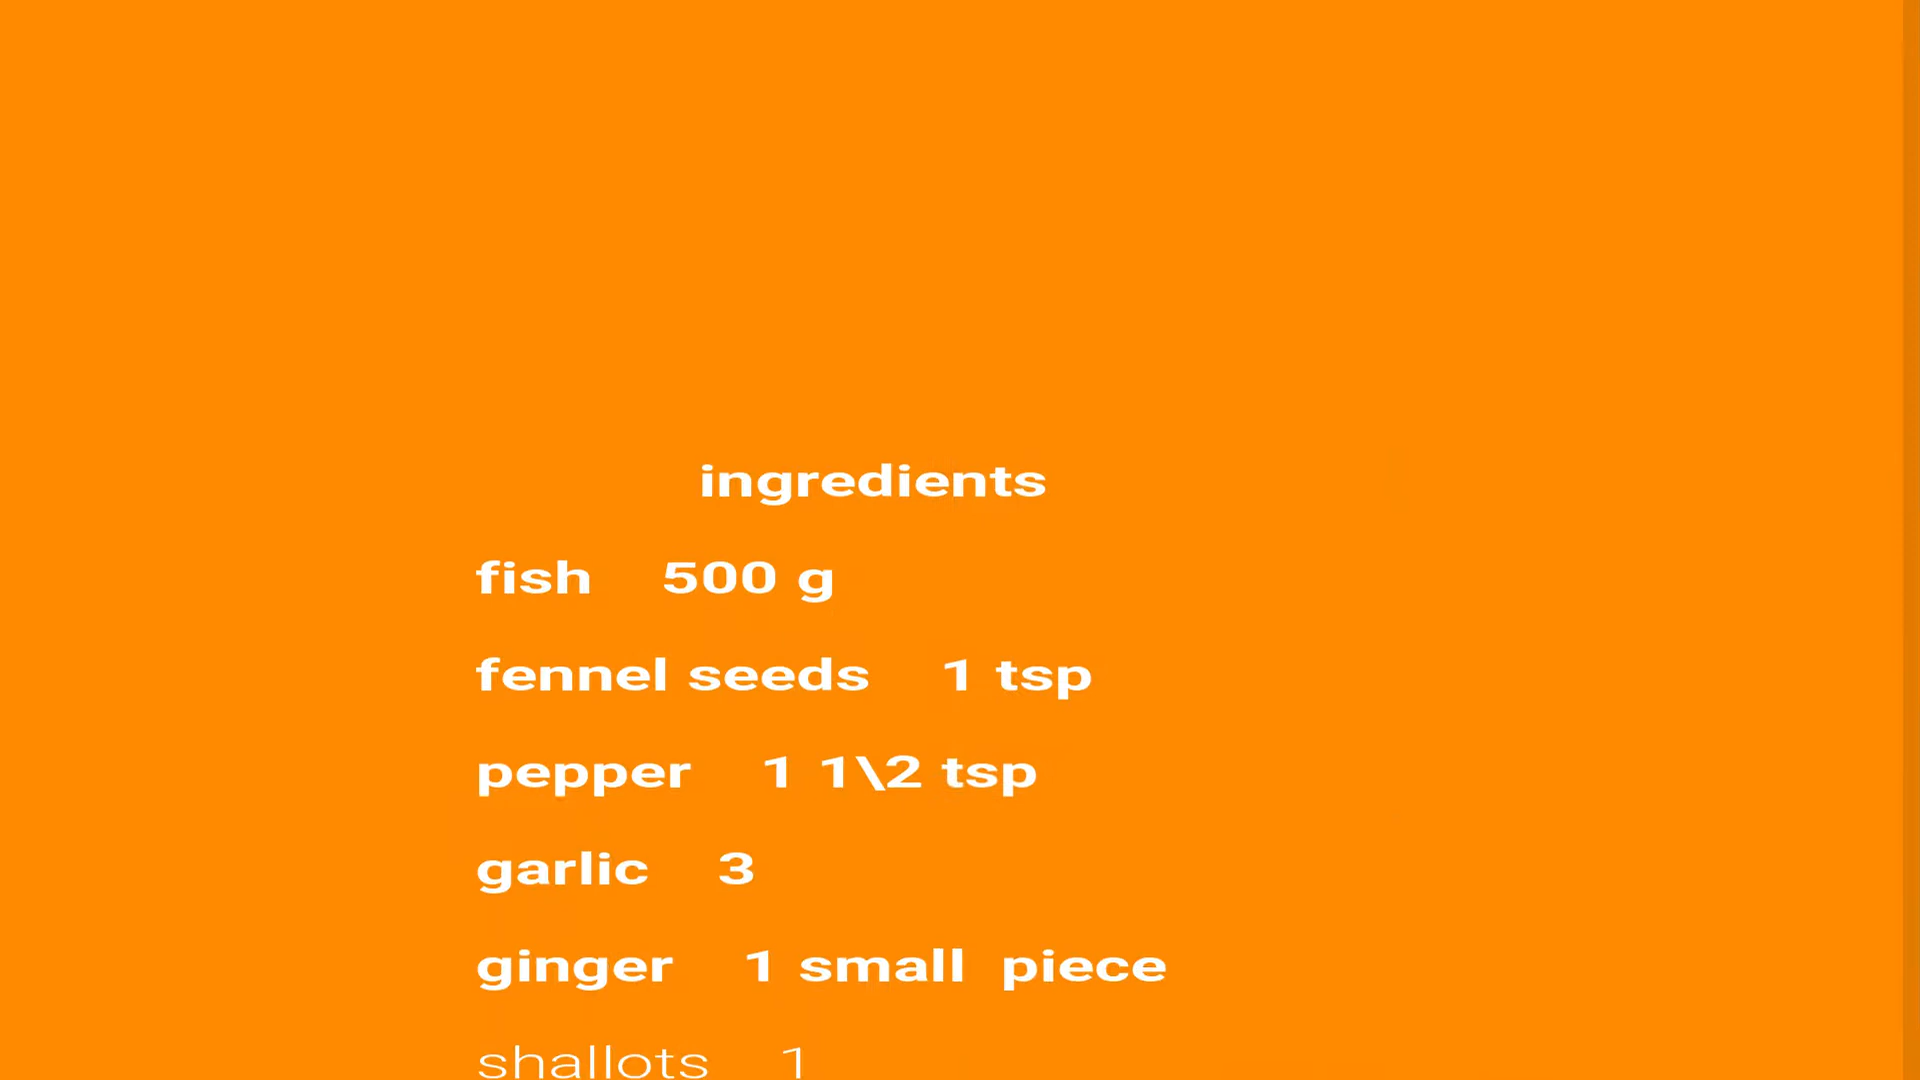 ingredients
fish 500 g
fennel seeds 1 tsp
pepper 1 1\2 tsp
garlic 3
ginger 1 small piece
shallots 1